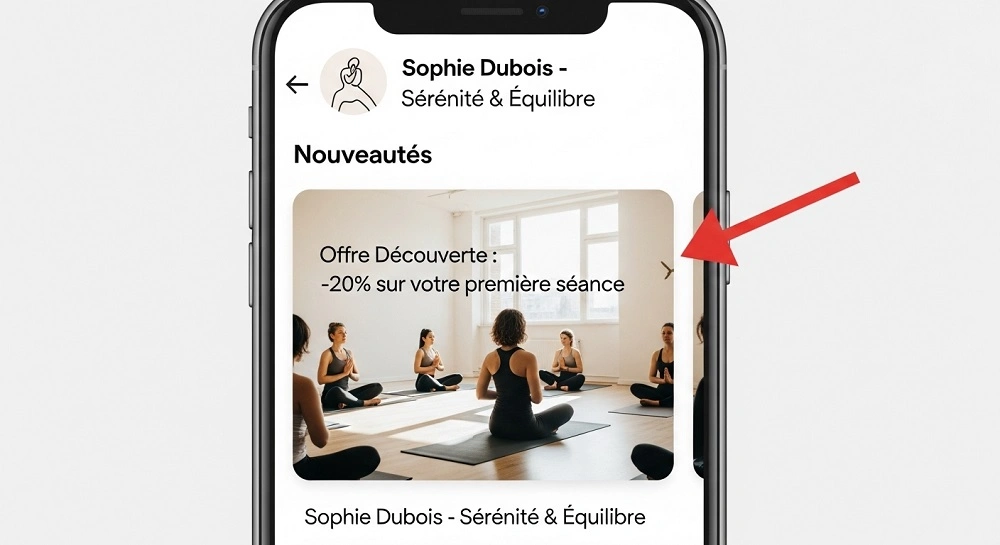 Sophie Dubois -
Sérénité & Équilibre
Nouveautés
Offre Découverte :
-20% sur votre première séance
Sophie Dubois - Sérénité & Équilibre